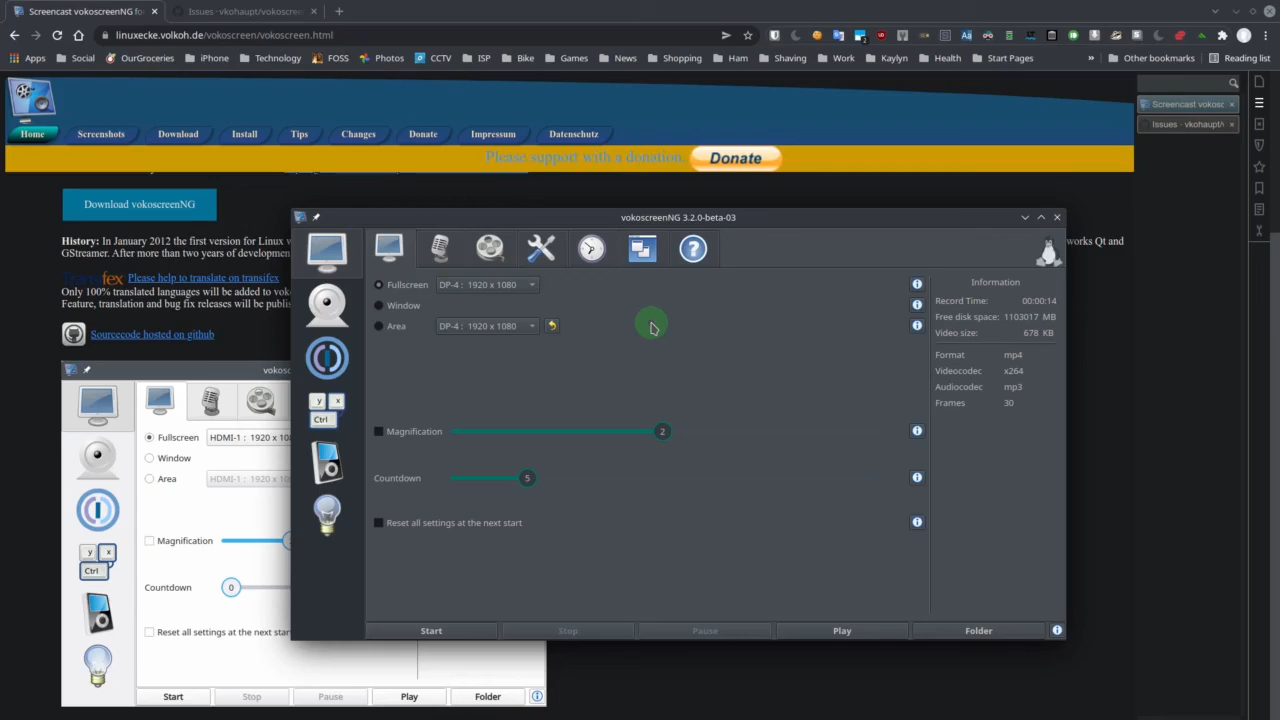 Screencast vokoscreenNG fo
Issues · vkohaupt/vokoscree
linuxecke.volkoh.de/vokoscreen/vokoscreen.html
Apps
Social
OurGroceries
iPhone
Technology
FOSS
Photos
CCTV
ISP
Bike
Games
News
Shopping
Ham
Shaving
Work
Kaylyn
Health
Start Pages
»
Other bookmarks
Reading list
Home
Screenshots
Download
Install
Tips
Changes
Donate
Impressum
Datenschutz
Screencast vokosc
Issues · vkohaupt/v
Please support with a donation.
Donate
Download vokoscreenNG
History: In January 2012 the first version for Linux w
works Qt and
GStreamer. After more than two years of developmen
Transifex
Please help to translate on transifex
Only 100% translated languages will be added to voko
Feature, translation and bug fix releases will be publis
Sourcecode hosted on github
vokos
Fullscreen
HDMI-1 : 1920 x 10
Window
Area
HDMI-1 : 1920 x 10
y x
Ctrl
Magnification
Countdown
0
Reset all settings at the next star
Start
Stop
Pause
Play
Folder
vokoscreenNG 3.2.0-beta-03
Fullscreen
DP-4 : 1920 x 1080
Window
Area
DP-4 : 1920 x 1080
y x
Ctrl
Magnification
2
Countdown
5
Reset all settings at the next start
Information
Record Time: 00:00:14
Free disk space: 1103017 MB
Video size: 678 KB
Format mp4
Videocodec x264
Audiocodec mp3
Frames 30
Start
Stop
Pause
Play
Folder